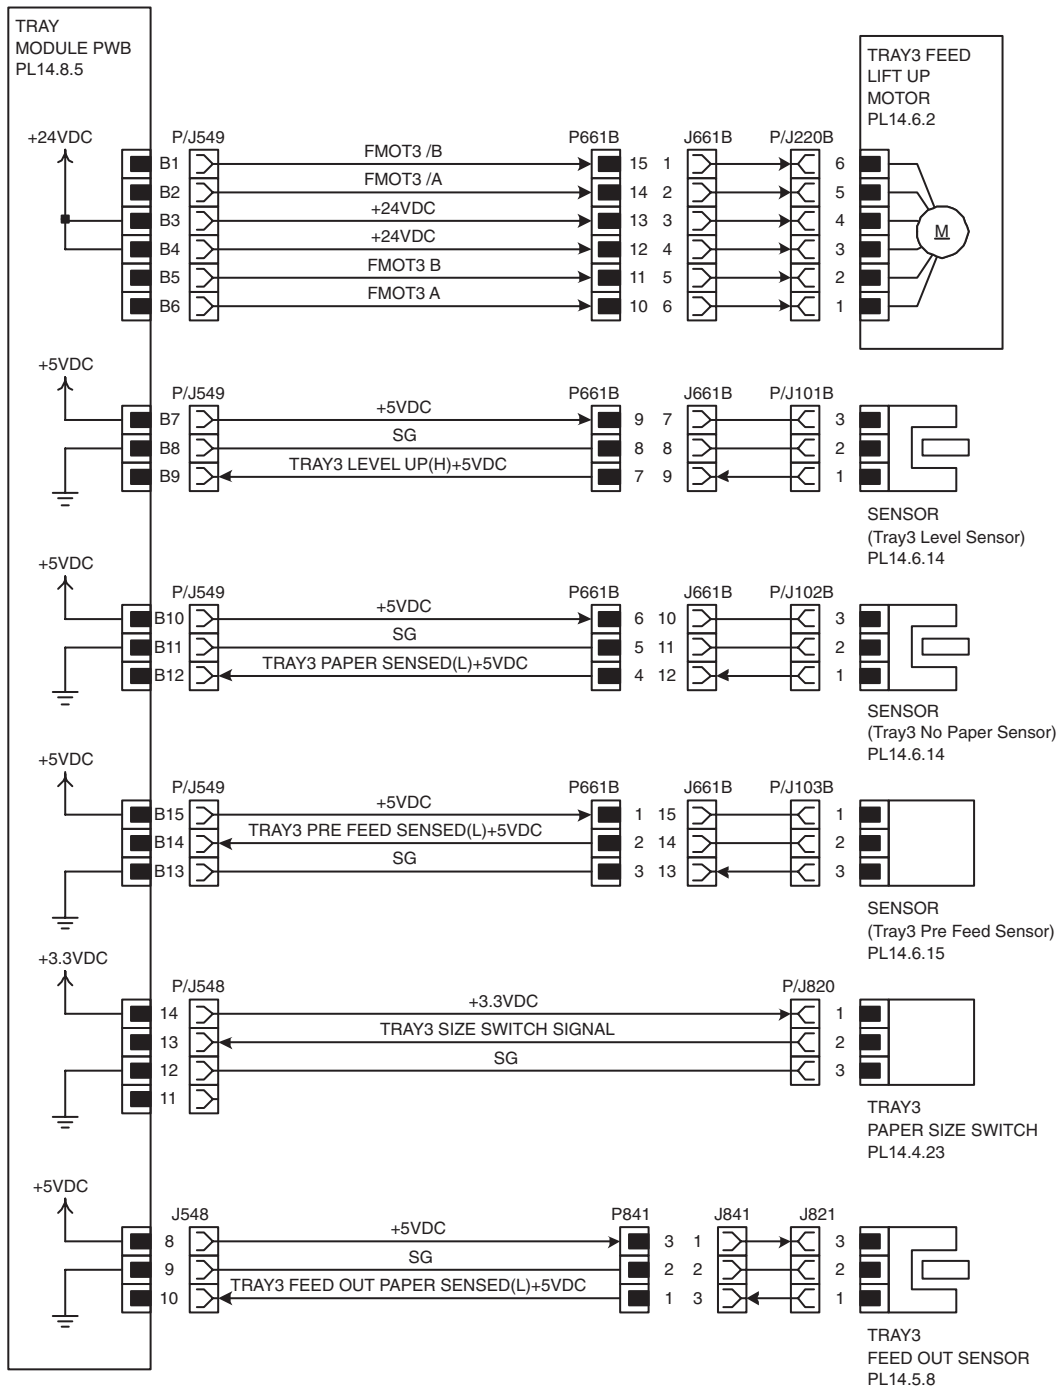 TRAY
MODULE PWB
PL14.8.5
TRAY3 FEED
LIFT UP
MOTOR
PL14.6.2
+24VDC P/J549 P661B J661B P/J220B
B1 FMOT3 /B 15 1 6
B2 FMOT3 /A 14 2 5
B3 +24VDC 13 3 4
B4 +24VDC 12 4 3
B5 FMOT3 B 11 5 2
B6 FMOT3 A 10 6 1
M
+5VDC
P/J549 P661B J661B P/J101B
B7 +5VDC 9 7 3
B8 SG 8 8 2
B9 TRAY3 LEVEL UP(H)+5VDC 7 9 1
SENSOR
(Tray3 Level Sensor)
PL14.6.14
+5VDC
P/J549 P661B J661B P/J102B
B10 +5VDC 6 10 3
B11 SG 5 11 2
B12 TRAY3 PAPER SENSED(L)+5VDC 4 12 1
SENSOR
(Tray3 No Paper Sensor)
PL14.6.14
+5VDC
P/J549 P661B J661B P/J103B
B15 +5VDC 1 15 1
B14 TRAY3 PRE FEED SENSED(L)+5VDC 2 14 2
B13 SG 3 13 3
SENSOR
(Tray3 Pre Feed Sensor)
PL14.6.15
+3.3VDC
P/J548 P/J820
14 +3.3VDC 1
13 TRAY3 SIZE SWITCH SIGNAL 2
12 SG 3
11
TRAY3
PAPER SIZE SWITCH
PL14.4.23
+5VDC
J548 P841 J841 J821
8 +5VDC 3 1 3
9 SG 2 2 2
10 TRAY3 FEED OUT PAPER SENSED(L)+5VDC 1 3 1
TRAY3
FEED OUT SENSOR
PL14.5.8